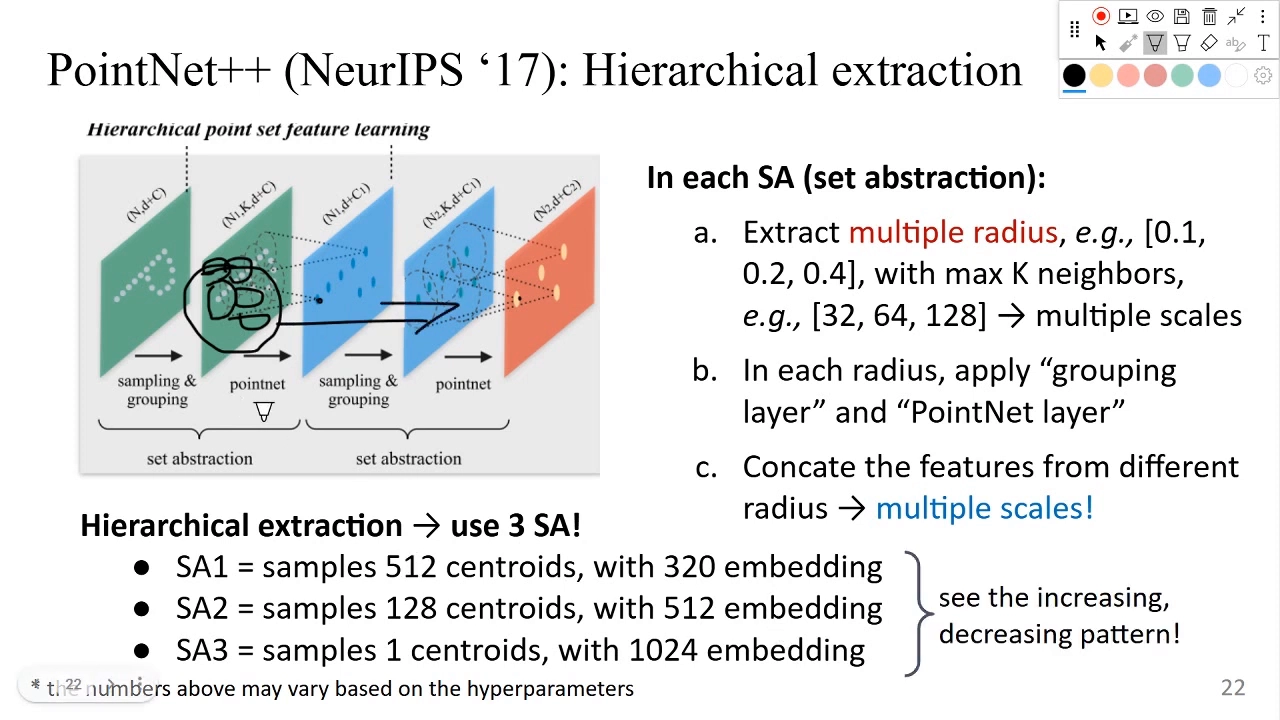 PointNet++ (NeurIPS ‘17): Hierarchical extraction
Hierarchical point set feature learning
(N,d+C)
(N1,K,d+C)
(N1,d+C1)
(N2,K,d+C1)
(N2,d+C2)
sampling &
grouping
pointnet
sampling &
grouping
pointnet
set abstraction
set abstraction
In each SA (set abstraction):
a. Extract multiple radius, e.g., [0.1,
0.2, 0.4], with max K neighbors,
e.g., [32, 64, 128] → multiple scales
b. In each radius, apply “grouping
layer” and “PointNet layer”
c. Concate the features from different
radius → multiple scales!
Hierarchical extraction → use 3 SA!
● SA1 = samples 512 centroids, with 320 embedding
● SA2 = samples 128 centroids, with 512 embedding
● SA3 = samples 1 centroids, with 1024 embedding
see the increasing,
decreasing pattern!
* the numbers above may vary based on the hyperparameters
22
22